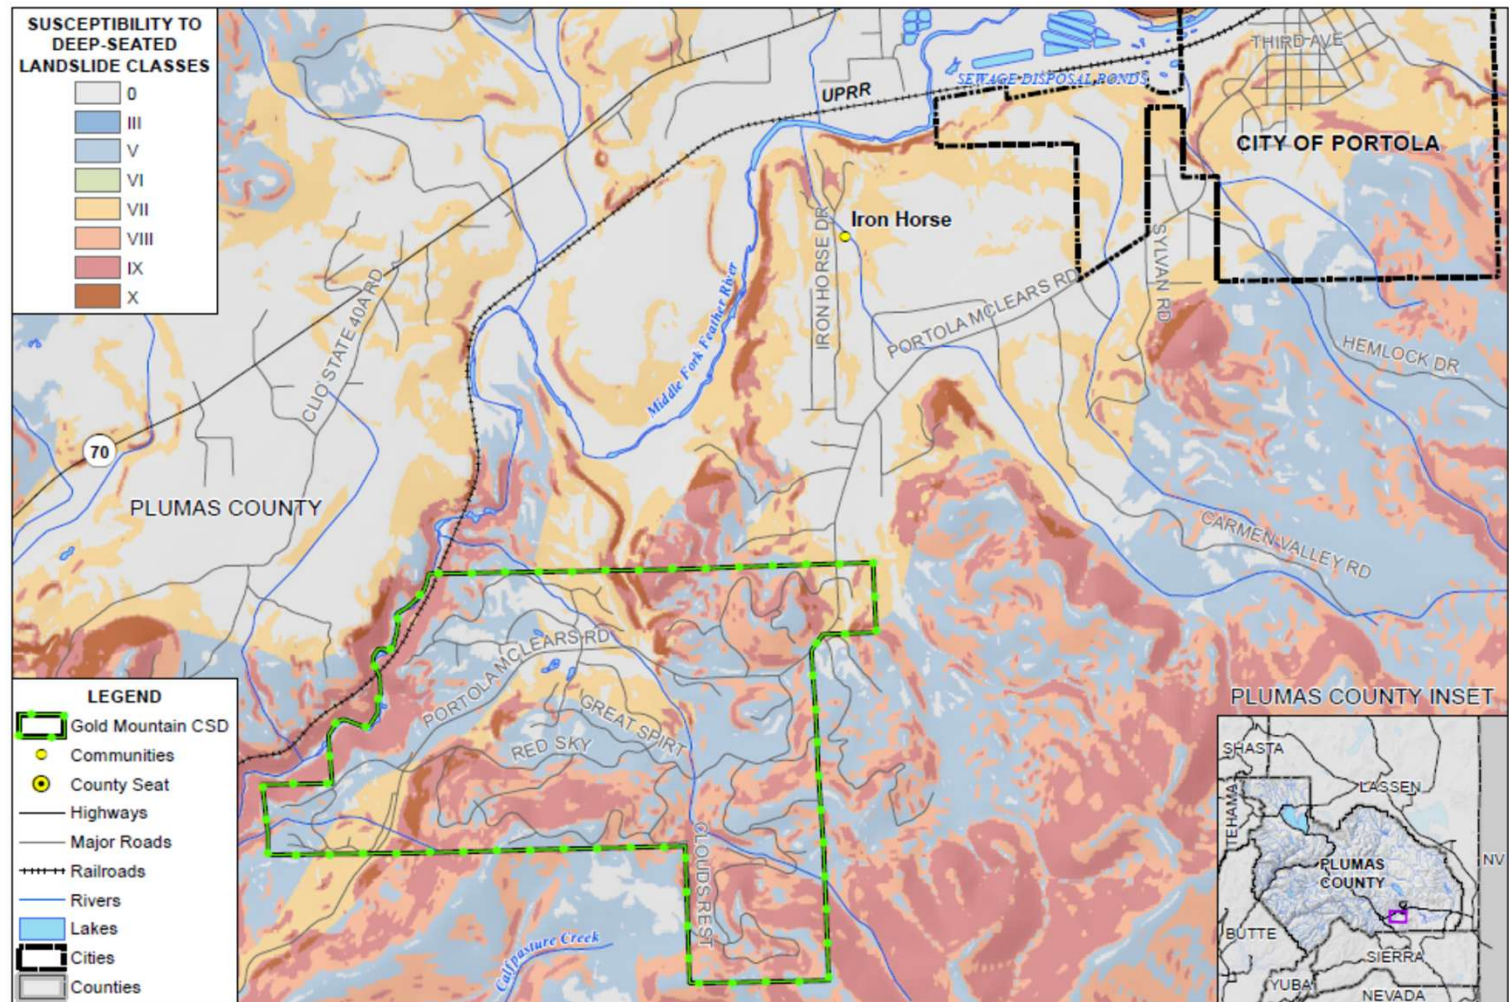 SUSCEPTIBILITY TO
DEEP-SEATED
LANDSLIDE CLASSES
0
III
V
VI
VII
VIII
IX
X
THIRD AVE
SEWAGE DISPOSAL PONDS
UPRR
CITY OF PORTOLA
Iron Horse
IRON HORSE DR
SYLVAN RD
PORTOLA MCLEARS RD
HEMLOCK DR
Middle Fork Feather River
CLIO STATE 40A RD
70
PLUMAS COUNTY
CARMEN VALLEY RD
PORTOLA MCLEARS RD
GREAT SPIRT
RED SKY
CLOUDS REST
Calfpasture Creek
LEGEND
Gold Mountain CSD
Communities
County Seat
Highways
Major Roads
Railroads
Rivers
Lakes
Cities
Counties
PLUMAS COUNTY INSET
SHASTA
LASSEN
TEHAMA
PLUMAS
COUNTY
NV
BUTTE
SIERRA
YUBA
NEVADA